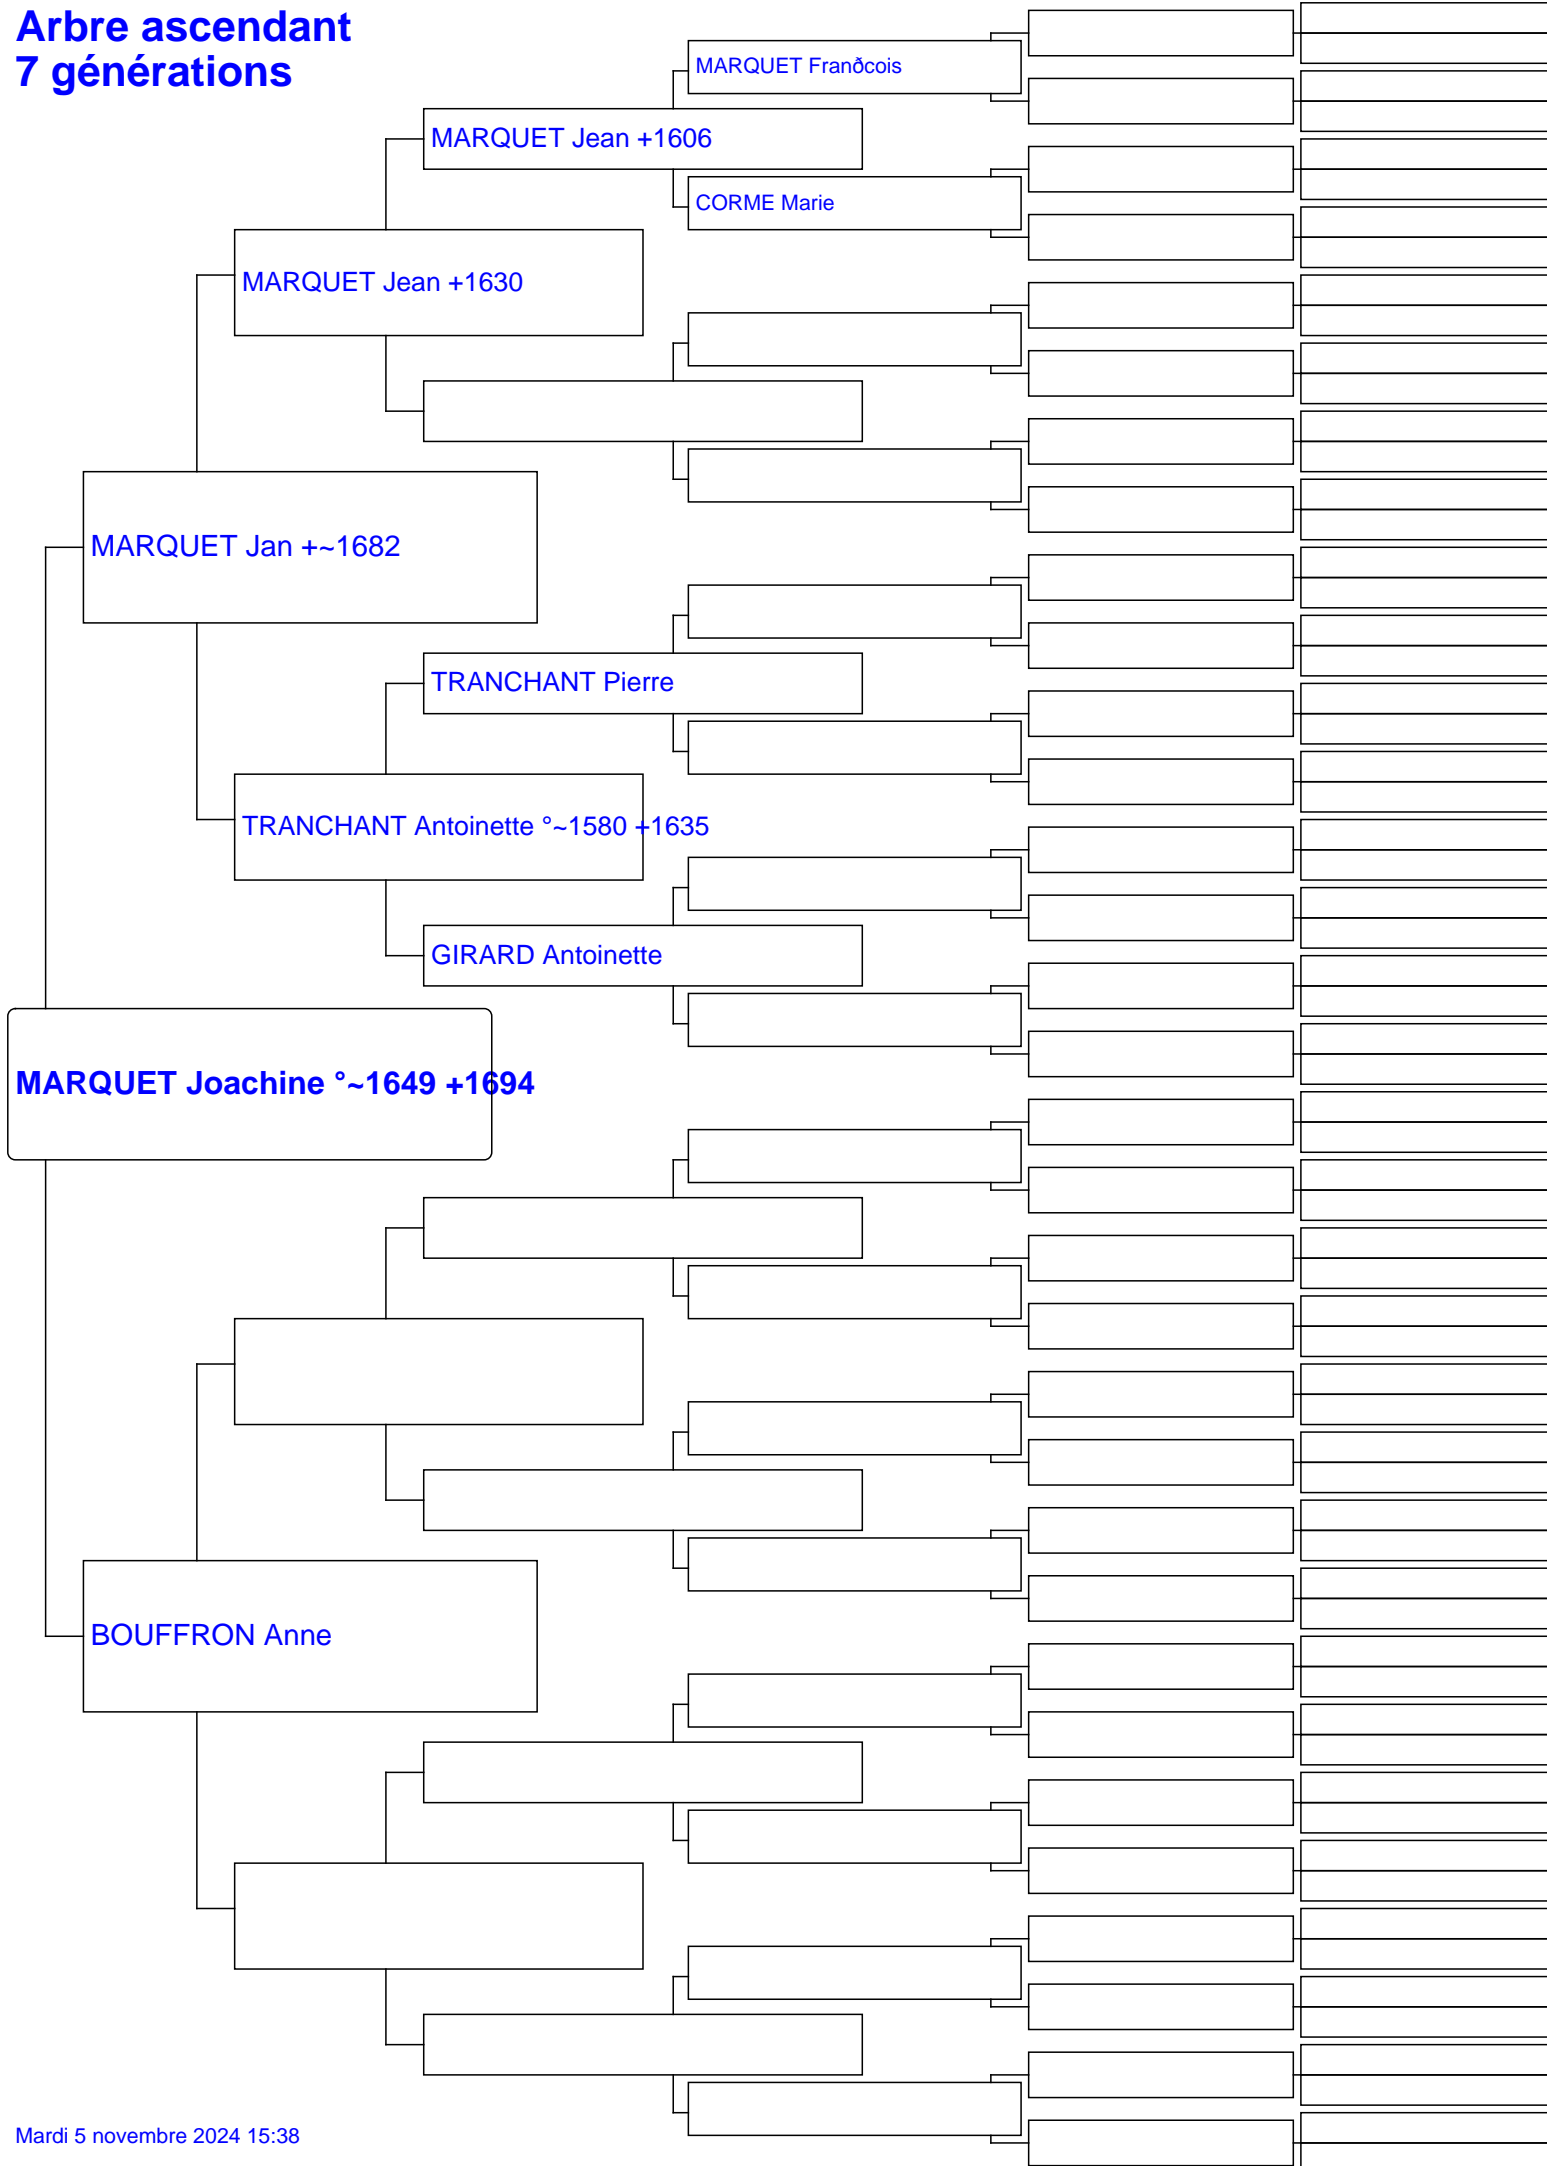 Arbre ascendant
7 générations
MARQUET Franðcois
MARQUET Jean +1606
CORME Marie
MARQUET Jean +1630
MARQUET Jan +~1682
TRANCHANT Pierre
TRANCHANT Antoinette °~1580 +1635
GIRARD Antoinette
MARQUET Joachine °~1649 +1694
BOUFFRON Anne
Mardi 5 novembre 2024 15:38